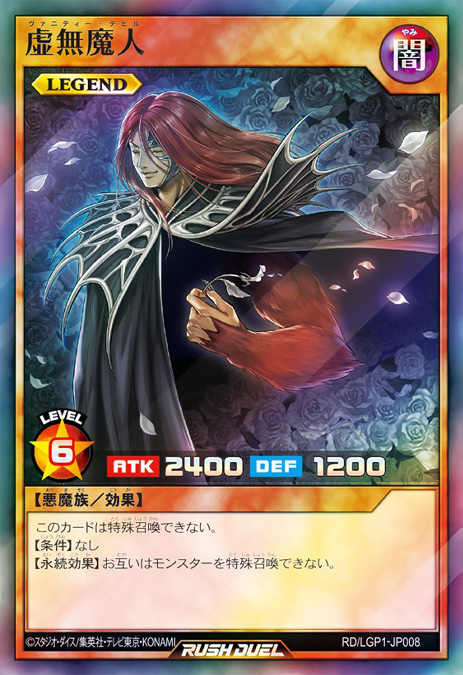 ヴァニティー・デビル
虚無魔人
やみ
闇
LEGEND
LEVEL
6
ATK 2400 DEF 1200
【悪魔族／効果】
このカードは特殊召喚できない。
【条件】なし
【永続効果】お互いはモンスターを特殊召喚できない。
©スタジオ・ダイス/集英社・テレビ東京・KONAMI
RUSH DUEL
RD/LGP1-JP008